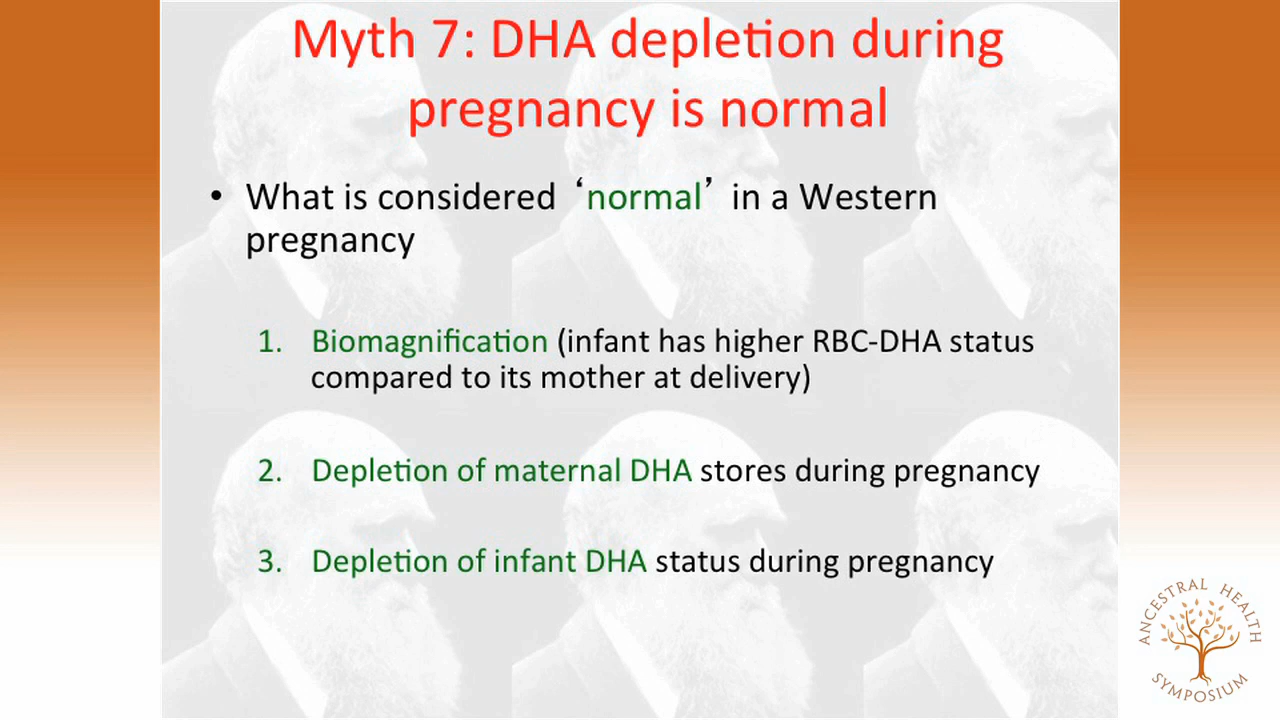 Myth 7: DHA depletion during
pregnancy is normal
• What is considered ‘normal’ in a Western
pregnancy
1. Biomagnification (infant has higher RBC-DHA status
compared to its mother at delivery)
2. Depletion of maternal DHA stores during pregnancy
3. Depletion of infant DHA status during pregnancy
ANCESTRAL HEALTH
SYMPOSIUM